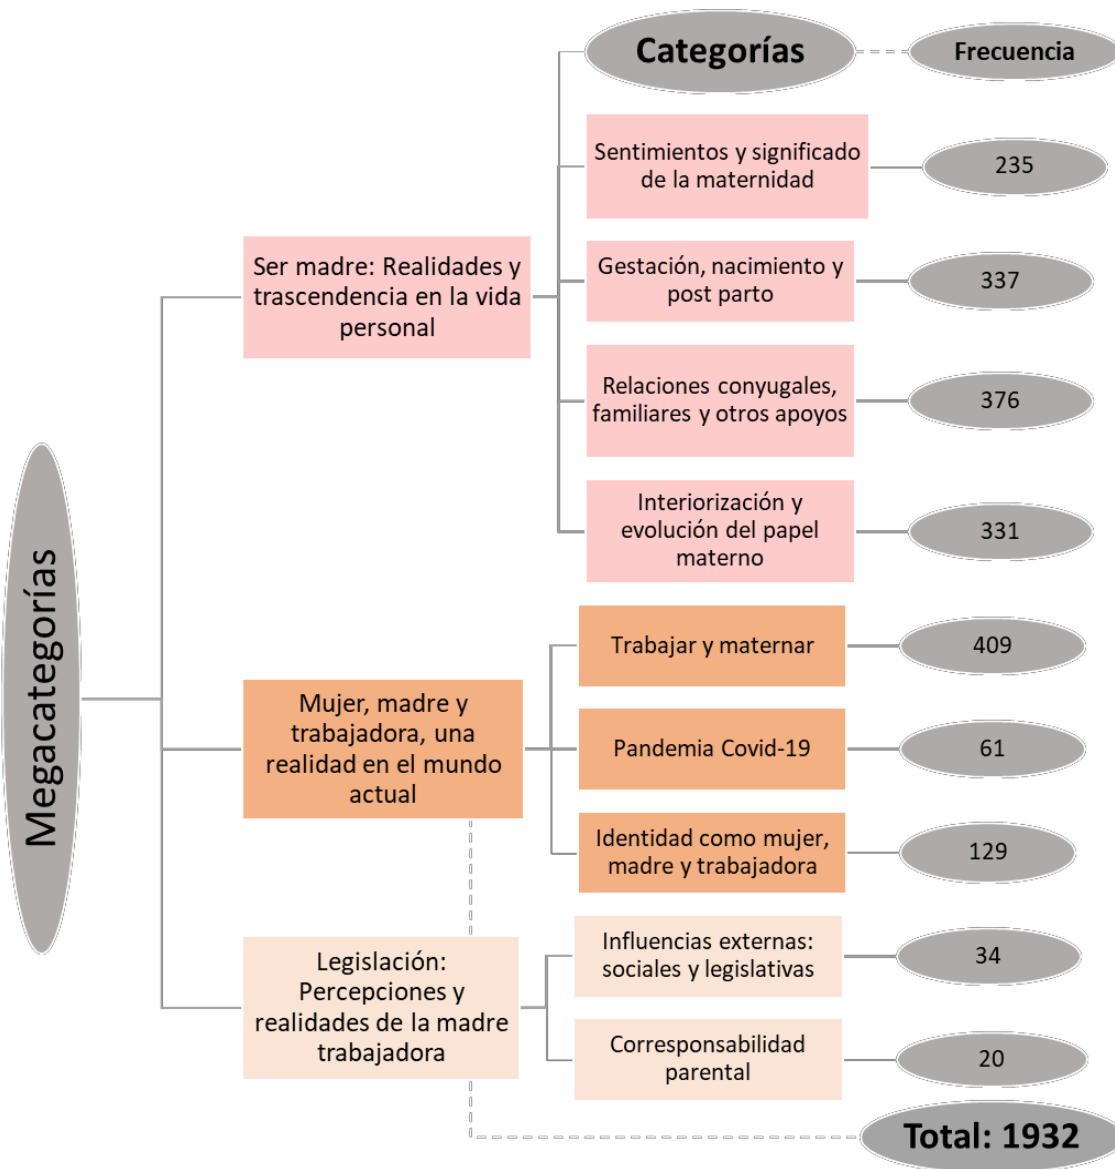 Categorías
Frecuencia
Sentimientos y significado
de la maternidad
235
Ser madre: Realidades y
trascendencia en la vida
personal
Gestación, nacimiento y
post parto
337
Relaciones conyugales,
familiares y otros apoyos
376
Interiorización y
evolución del papel
materno
331
Megacategorías
Mujer, madre y
trabajadora, una
realidad en el mundo
actual
Trabajar y maternar
409
Pandemia Covid-19
61
Identidad como mujer,
madre y trabajadora
129
Legislación:
Percepciones y
realidades de la madre
trabajadora
Influencias externas:
sociales y legislativas
34
Corresponsabilidad
parental
20
Total: 1932